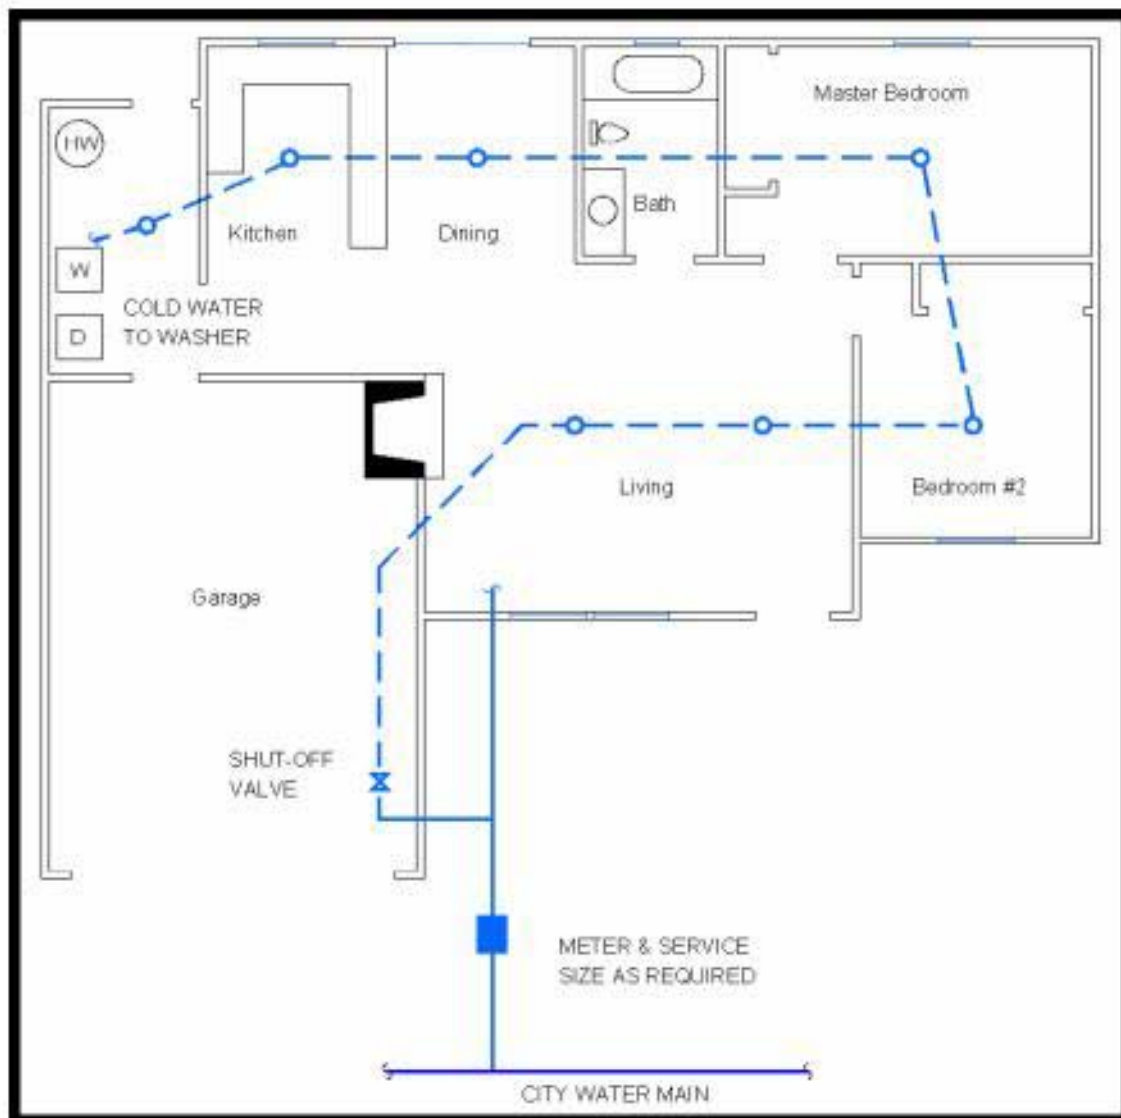 Master Bedroom
HW
Bath
Kitchen
Dining
W
COLD WATER
TO WASHER
D
Living
Bedroom #2
Garage
SHUT-OFF
VALVE
METER & SERVICE
SIZE AS REQUIRED
CITY WATER MAIN